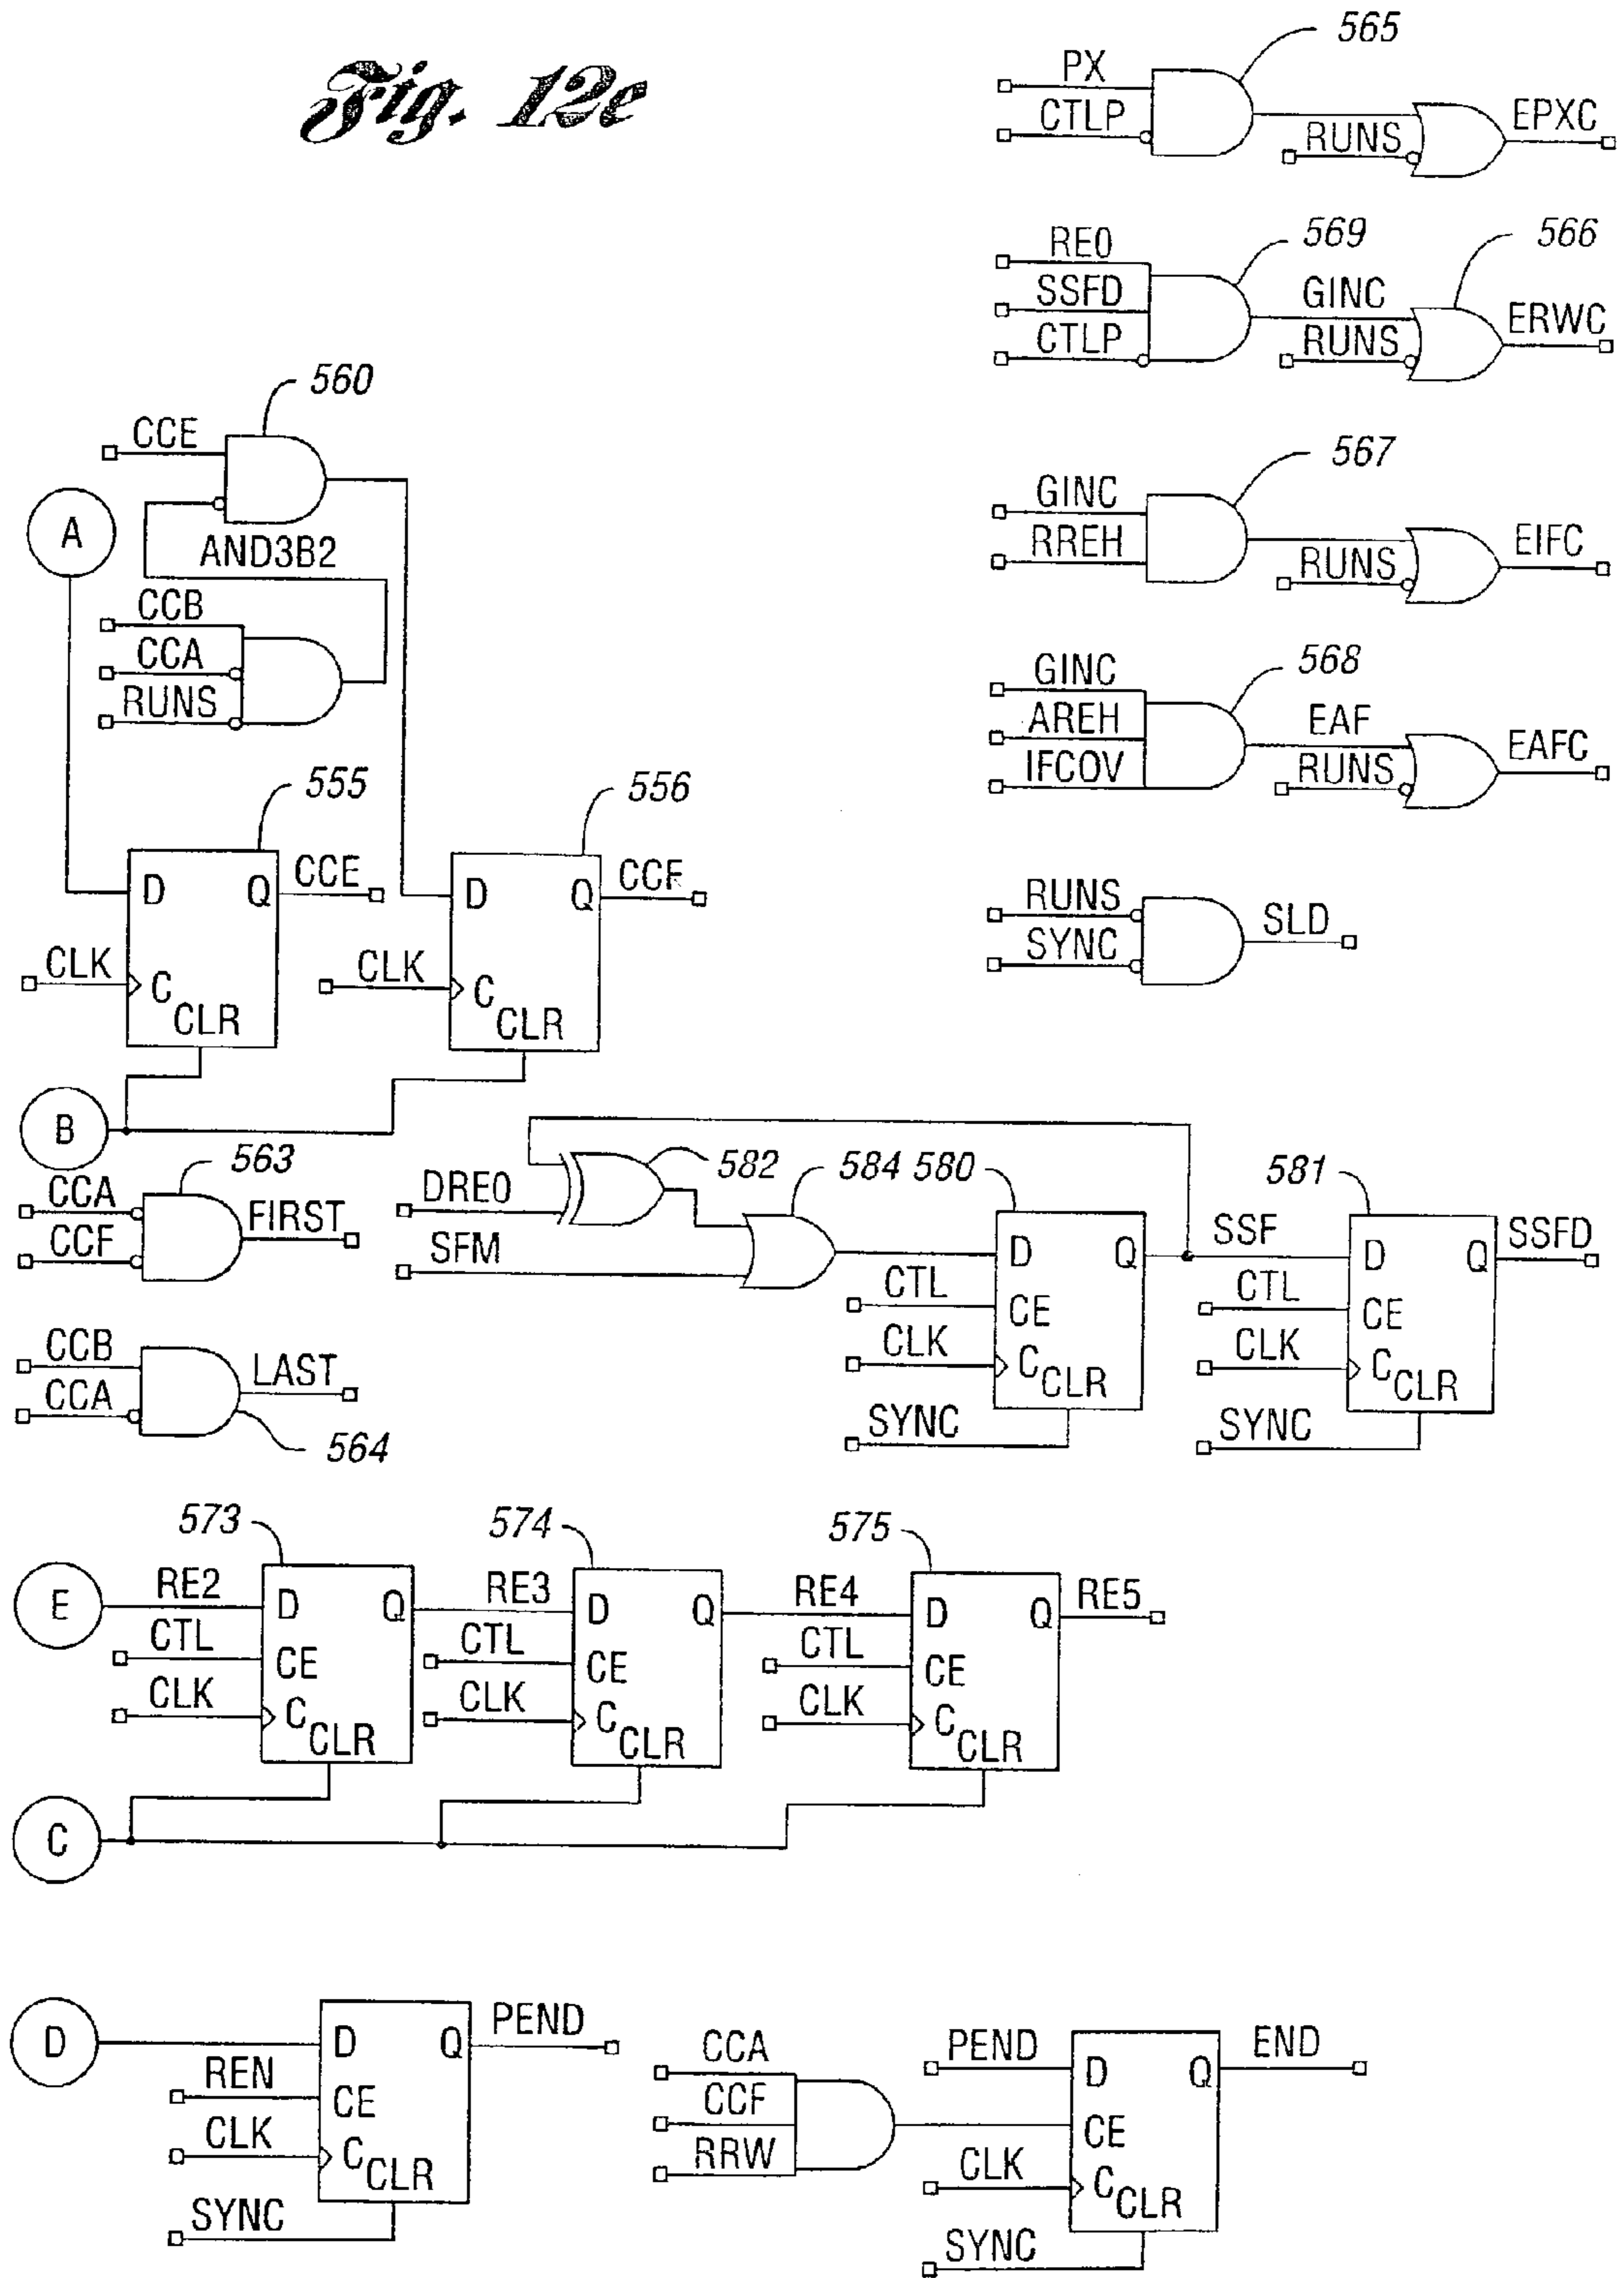 Fig. 12e
565
PX
CTLP
RUNS
EPXC
569
566
RE0
SSFD
CTLP
GINC
RUNS
ERWC
560
CCE
A
AND3B2
CCB
CCA
RUNS
567
GINC
RREH
RUNS
EIFC
568
GINC
AREH
IFCOV
EAF
RUNS
EAFC
555
D Q CCE
CLK
C
CLR
556
D Q CCF
CLK
C
CLR
RUNS
SYNC
SLD
B
563
CCA
CCF
FIRST
582
584
580
581
DRE0
SFM
D Q
CTL
CE
CLK
C
CLR
SYNC
SSF
D Q
SSFD
CTL
CE
CLK
C
CLR
SYNC
CCB
CCA
LAST
564
573
574
575
E
RE2
D Q
CTL
CE
CLK
C
CLR
RE3
D Q
CTL
CE
CLK
C
CLR
RE4
D Q
RE5
CTL
CE
CLK
C
CLR
C
D
D Q
PEND
REN
CE
CLK
C
CLR
SYNC
CCA
CCF
RRW
PEND
D Q
END
CE
CLK
C
CLR
SYNC